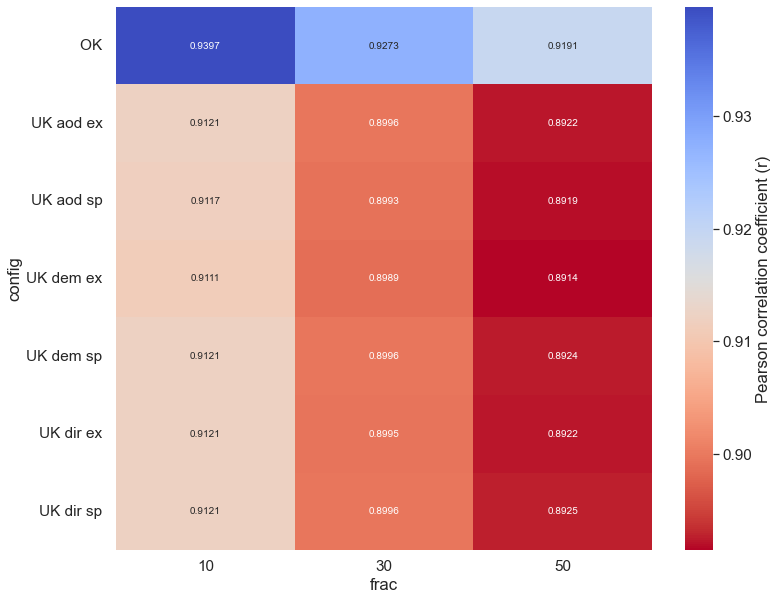 OK 0.9397 0.9273 0.9191
UK aod ex 0.9121 0.8996 0.8922
UK aod sp 0.9117 0.8993 0.8919
UK dem ex 0.9111 0.8989 0.8914
UK dem sp 0.9121 0.8996 0.8924
UK dir ex 0.9121 0.8995 0.8922
UK dir sp 0.9121 0.8996 0.8925
10 30 50
frac
config
0.93
0.92
0.91
0.90
Pearson correlation coefficient (r)